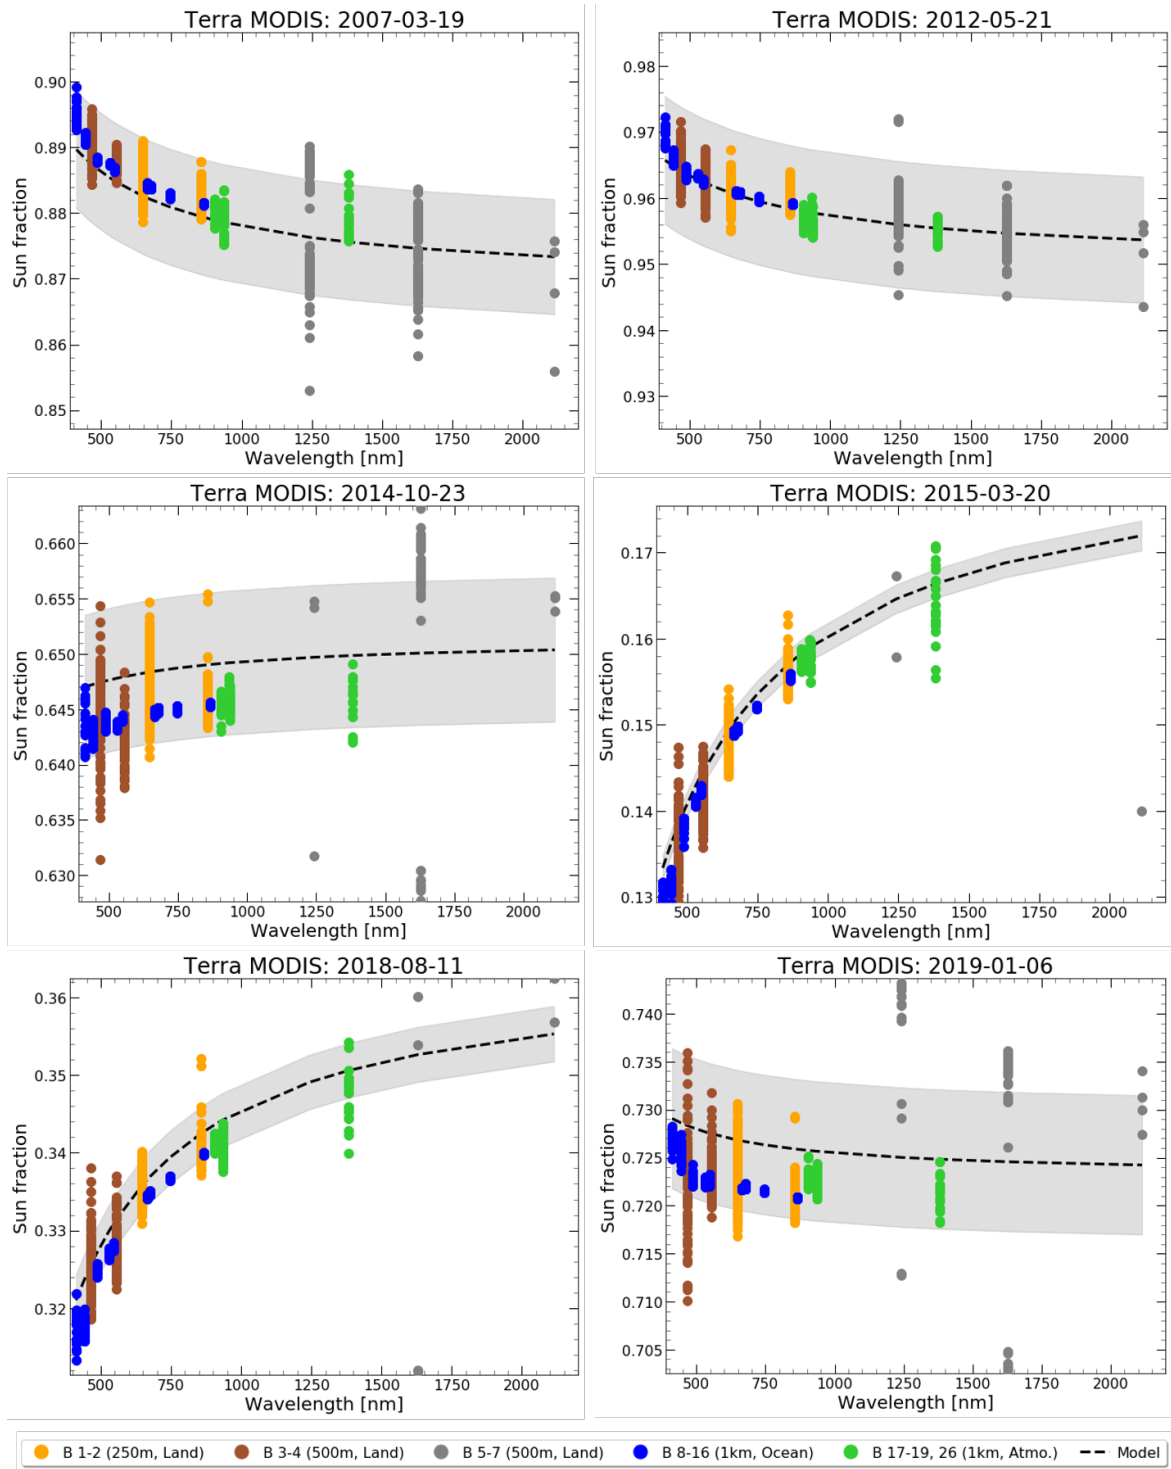 Terra MODIS: 2007-03-19
Sun fraction
0.90
0.89
0.88
0.87
0.86
0.85
500 750 1000 1250 1500 1750 2000
Wavelength [nm]
Terra MODIS: 2012-05-21
Sun fraction
0.98
0.97
0.96
0.95
0.94
0.93
500 750 1000 1250 1500 1750 2000
Wavelength [nm]
Terra MODIS: 2014-10-23
Sun fraction
0.660
0.655
0.650
0.645
0.640
0.635
0.630
500 750 1000 1250 1500 1750 2000
Wavelength [nm]
Terra MODIS: 2015-03-20
Sun fraction
0.17
0.16
0.15
0.14
0.13
500 750 1000 1250 1500 1750 2000
Wavelength [nm]
Terra MODIS: 2018-08-11
Sun fraction
0.36
0.35
0.34
0.33
0.32
500 750 1000 1250 1500 1750 2000
Wavelength [nm]
Terra MODIS: 2019-01-06
Sun fraction
0.740
0.735
0.730
0.725
0.720
0.715
0.710
0.705
500 750 1000 1250 1500 1750 2000
Wavelength [nm]
B 1-2 (250m, Land) B 3-4 (500m, Land) B 5-7 (500m, Land) B 8-16 (1km, Ocean) B 17-19, 26 (1km, Atmo.) Model